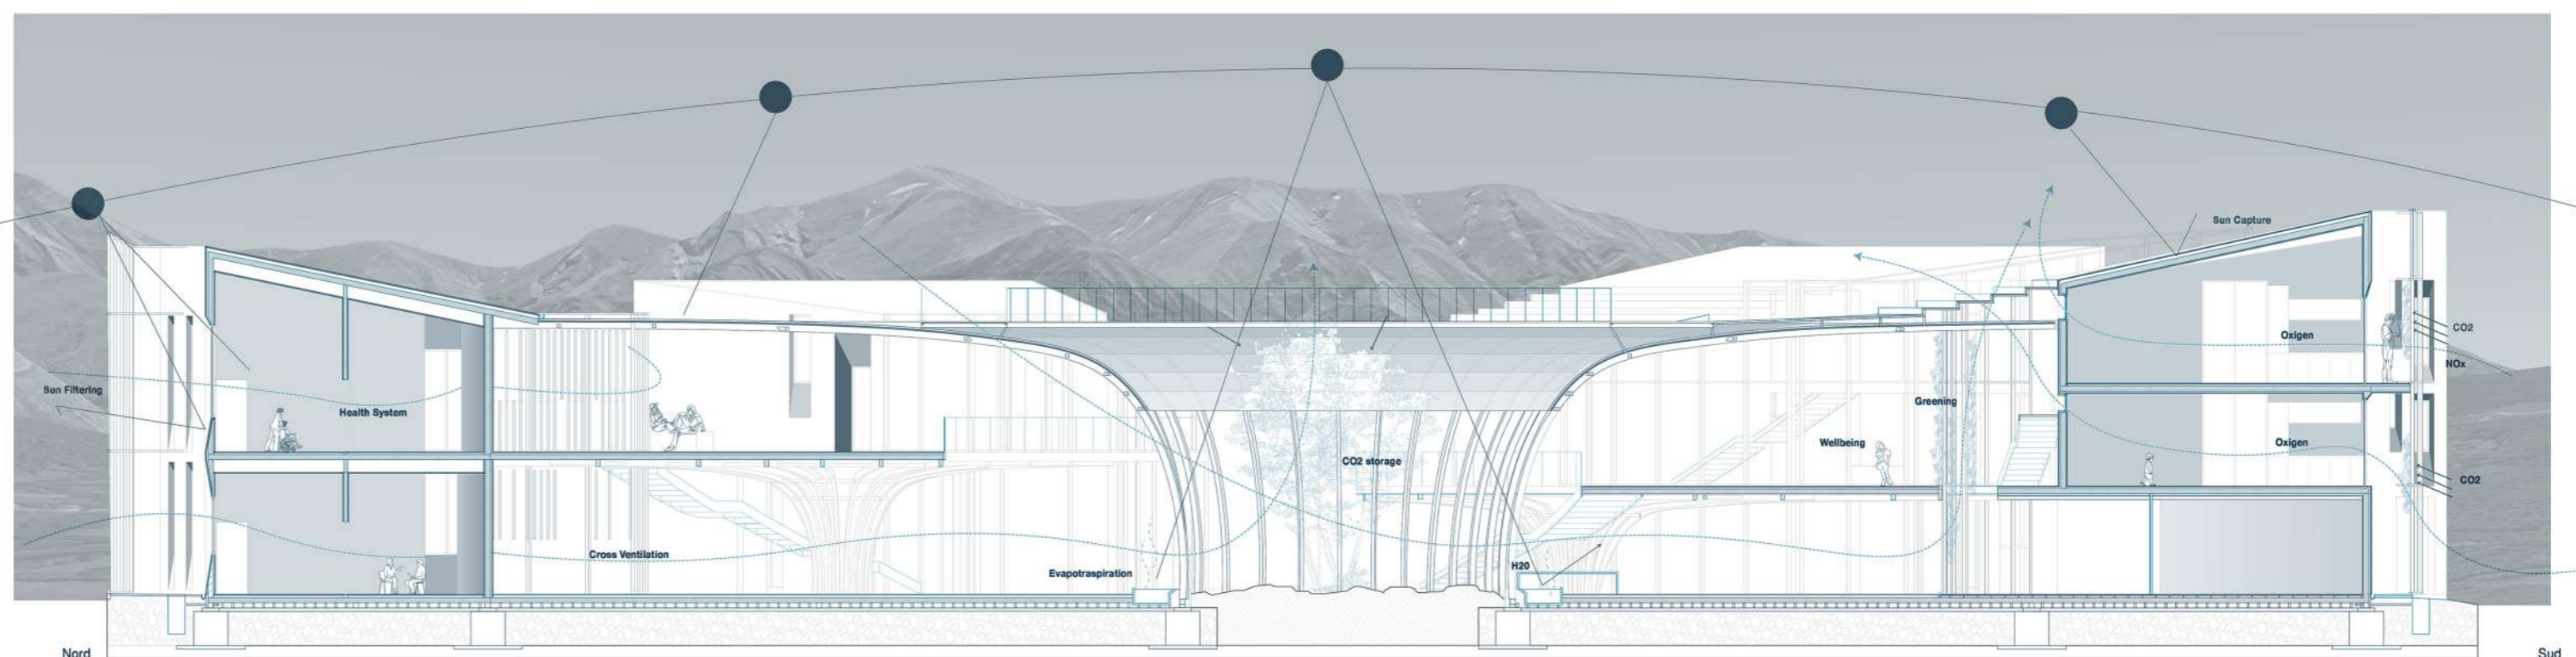 Sun Capture
CO2
Oxigen
NOx
Sun Filtering
Greening
Health System
Wellbeing
Oxigen
CO2 storage
CO2
Cross Ventilation
H20
Evapotraspiration
Nord
Sud